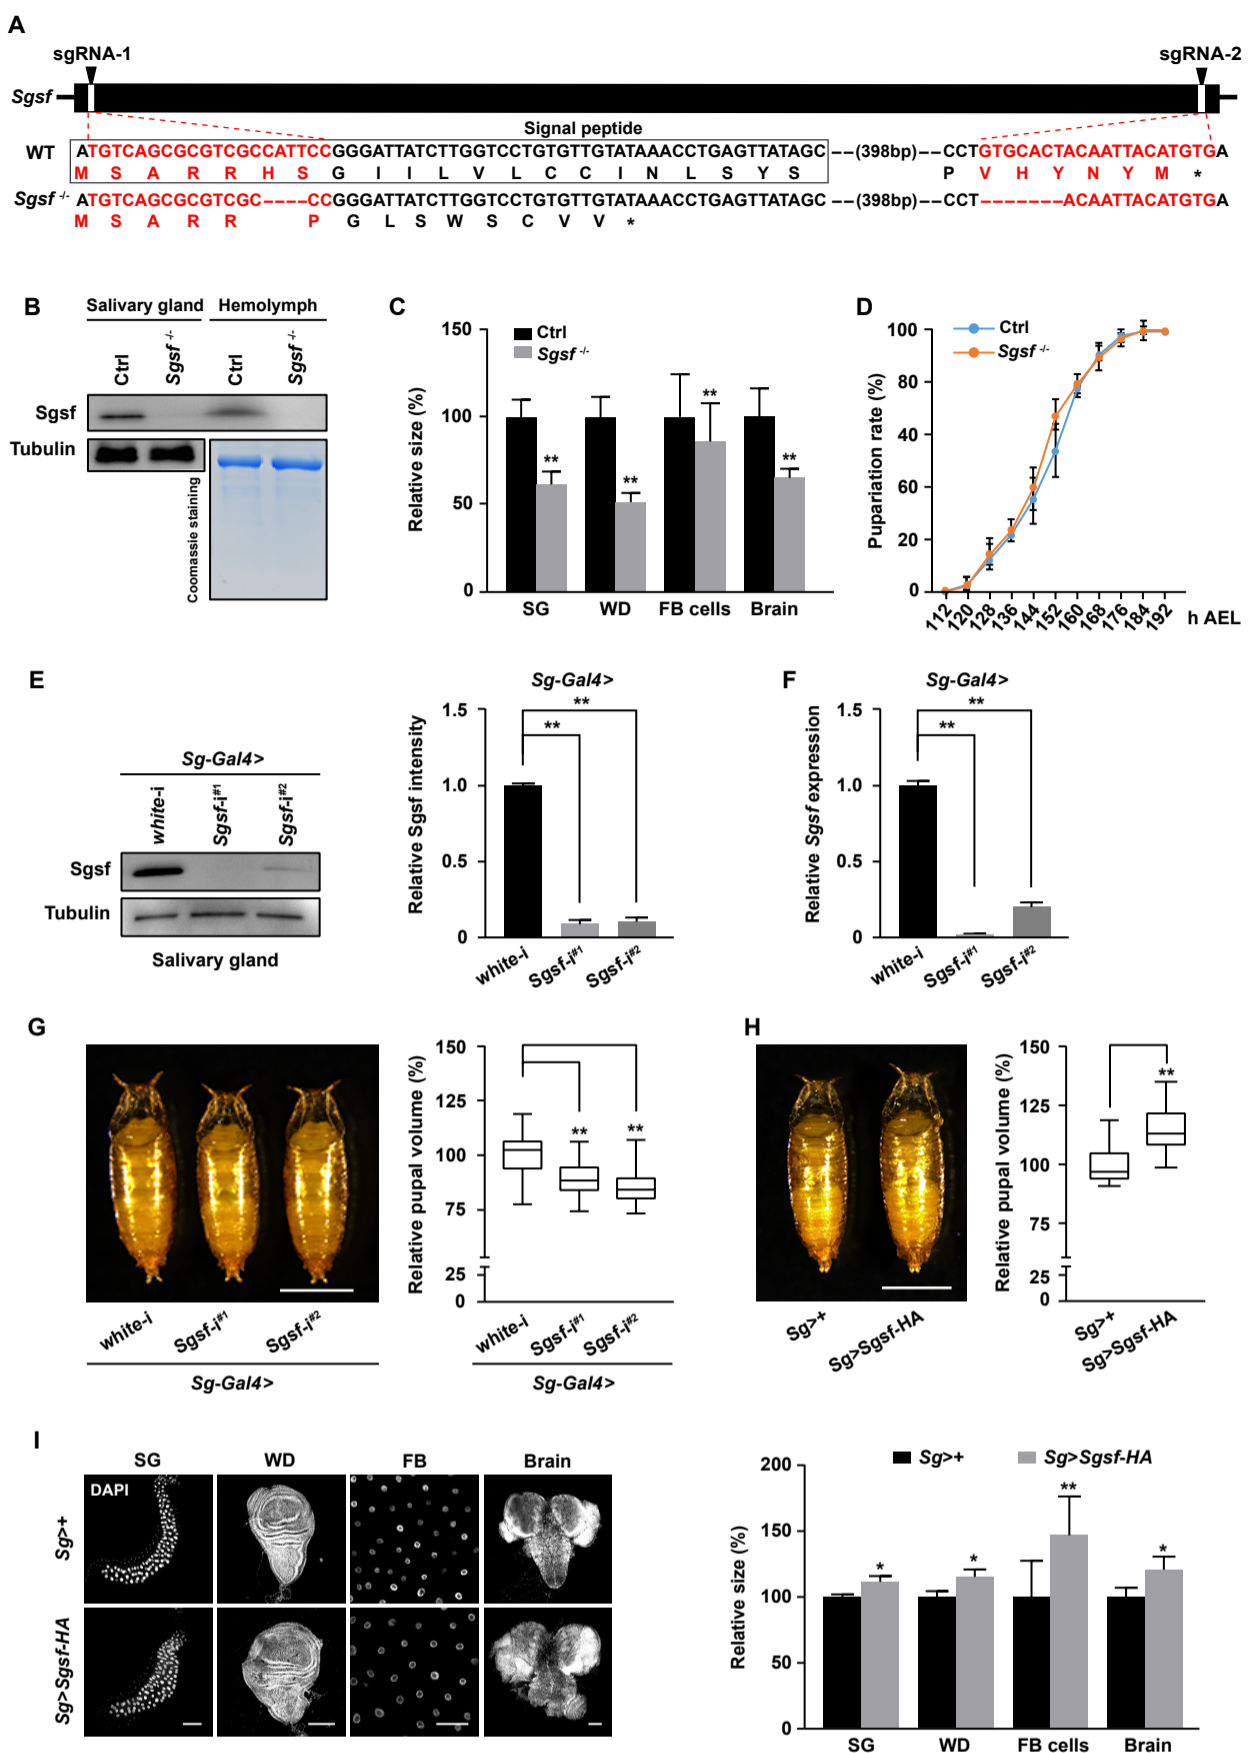 A
sgRNA-1
sgRNA-2
Sgsf
Signal peptide
WT
ATGTCAGCGCGTCGCCATTCCGGGATTATCTTGGTCCTGTGTTGTATAAACCTGAGTTATAGC--(398bp)--CCTGTGCACTACAATTACATGTGA
M S A R R H S G I I L V L C C I N L S Y S P V H Y N Y M *
Sgsf -/-
ATGTCAGCGCGTCGC----CCGGGATTATCTTGGTCCTGTGTTGTATAAACCTGAGTTATAGC--(398bp)--CCT-------ACAATTACATGTGA
M S A R R P G L S W S C V V *
B
Salivary gland Hemolymph
Ctrl Sgsf -/- Ctrl Sgsf -/-
Sgsf
Tubulin
Coomassie staining
C
Relative size (%)
150
100
50
0
Ctrl
Sgsf -/-
** ** ** **
SG WD FB cells Brain
D
Pupariation rate (%)
100
80
40
60
20
0
Ctrl
Sgsf -/-
112 120 128 136 144 152 160 168 176 184 192 h AEL
E
Sg-Gal4>
white-i Sgsf-i#1 Sgsf-i#2
Sgsf
Tubulin
Salivary gland
Sg-Gal4>
Relative Sgsf intensity
1.5
1.0
0.5
0
**
**
white-i Sgsf-i#1 Sgsf-i#2
F
Sg-Gal4>
Relative Sgsf expression
1.5
1.0
0.5
0
**
**
white-i Sgsf-i#1 Sgsf-i#2
G
white-i Sgsf-i#1 Sgsf-i#2
Sg-Gal4>
Relative pupal volume (%)
150
125
100
75
25
0
** **
white-i Sgsf-i#1 Sgsf-i#2
Sg-Gal4>
H
Sg>+ Sg>Sgsf-HA
Relative pupal volume (%)
150
125
100
75
25
0
**
Sg>+ Sg>Sgsf-HA
I
SG WD FB Brain
DAPI
Sg>+
Sg>Sgsf-HA
Sg>+ Sg>Sgsf-HA
Relative size (%)
200
150
100
50
0
* * ** *
SG WD FB cells Brain